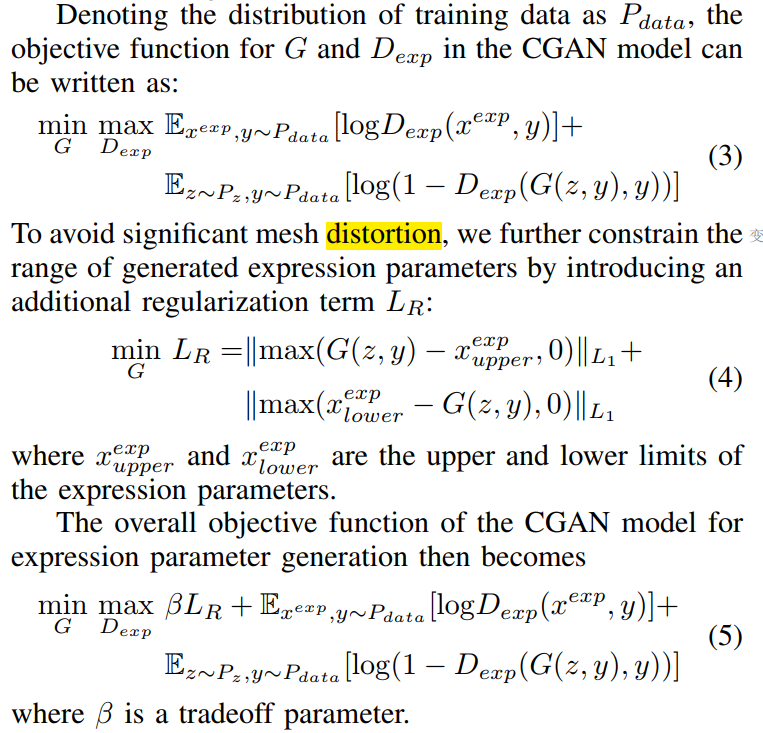 Denoting the distribution of training data as $P_{data}$, the
objective function for $G$ and $D_{exp}$ in the CGAN model can
be written as:
$\min_{G} \max_{D_{exp}} \mathbb{E}_{x^{exp},y\sim P_{data}}[\log D_{exp}(x^{exp}, y)]+$
$\mathbb{E}_{z\sim P_z,y\sim P_{data}}[\log(1 - D_{exp}(G(z, y), y))]$ (3)
To avoid significant mesh distortion, we further constrain the 变
range of generated expression parameters by introducing an
additional regularization term $L_R$:
$\min_{G} L_R = \|\max(G(z, y) - x^{exp}_{upper}, 0)\|_{L_1}+$
$\|\max(x^{exp}_{lower} - G(z, y), 0)\|_{L_1}$ (4)
where $x^{exp}_{upper}$ and $x^{exp}_{lower}$ are the upper and lower limits of
the expression parameters.
The overall objective function of the CGAN model for
expression parameter generation then becomes
$\min_{G} \max_{D_{exp}} \beta L_R + \mathbb{E}_{x^{exp},y\sim P_{data}}[\log D_{exp}(x^{exp}, y)]+$
$\mathbb{E}_{z\sim P_z,y\sim P_{data}}[\log(1 - D_{exp}(G(z, y), y))]$ (5)
where $\beta$ is a tradeoff parameter.